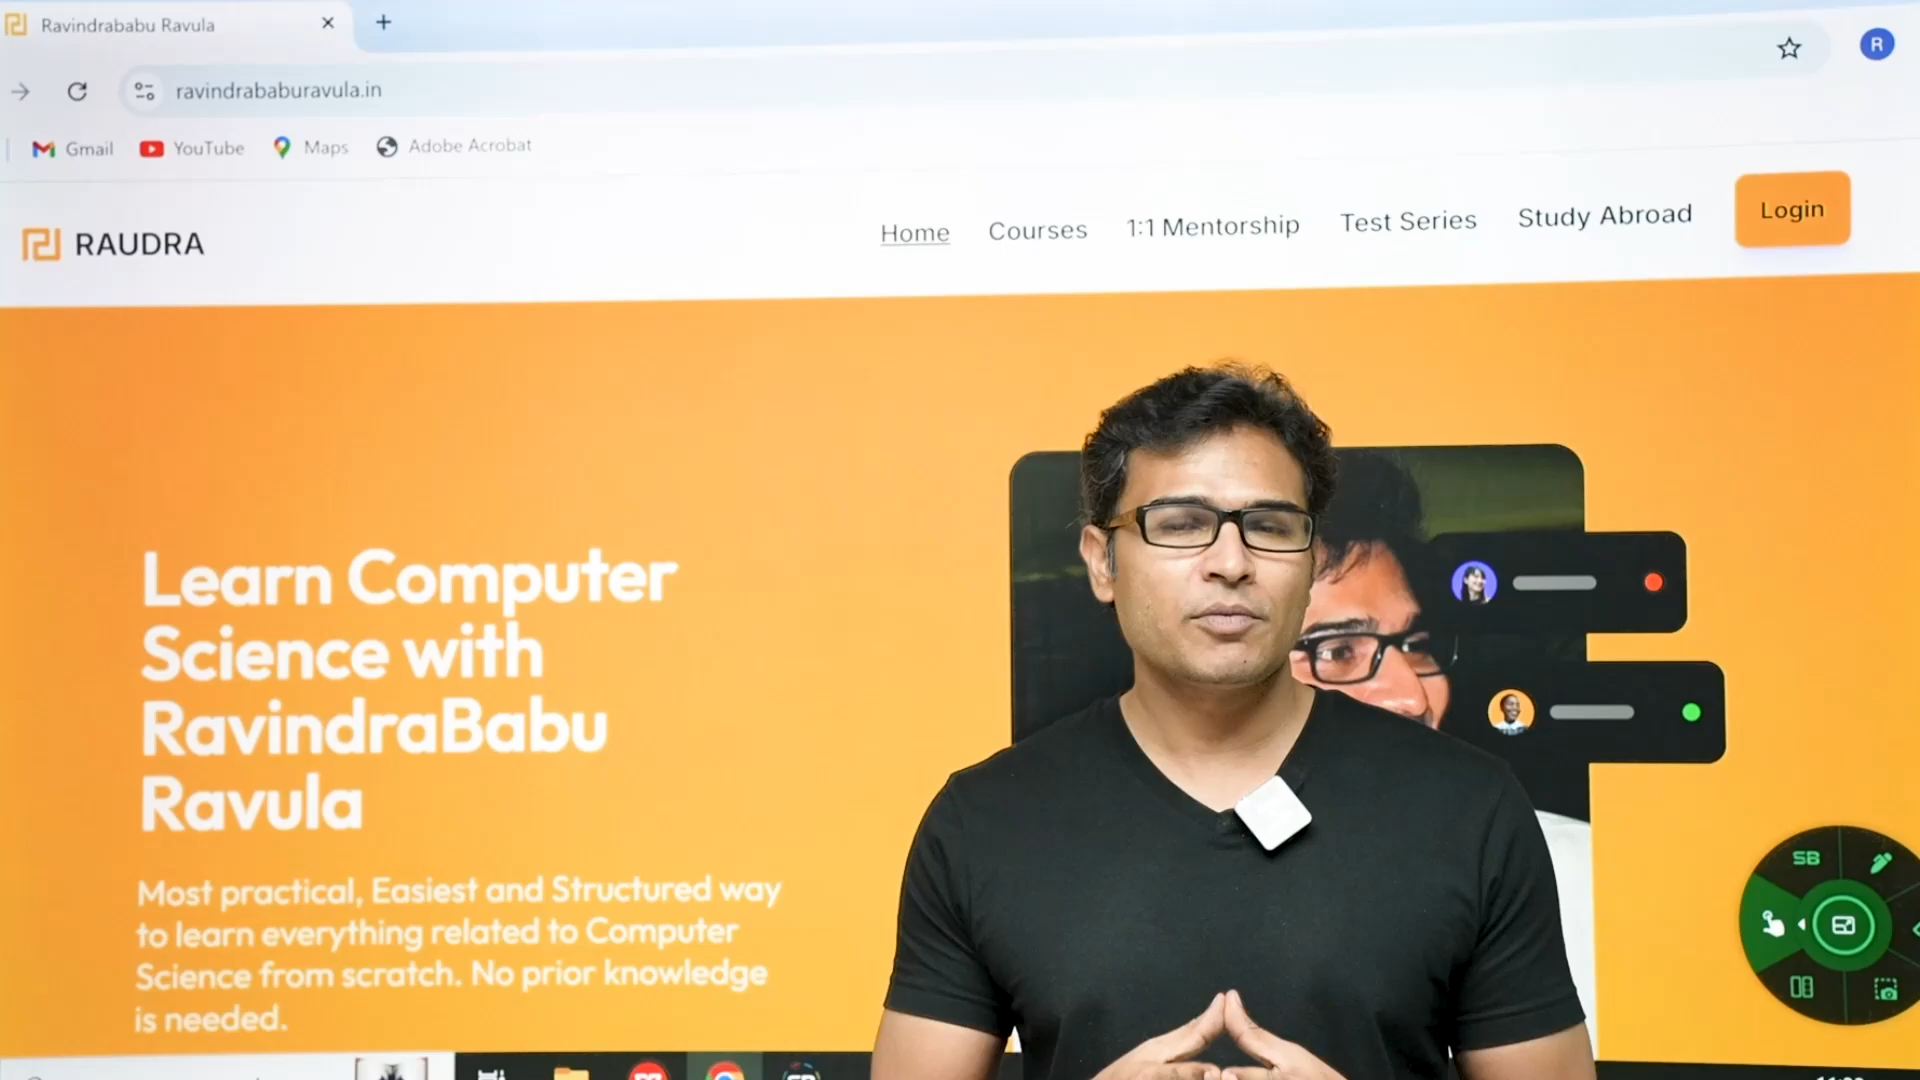 Ravindrababu Ravula
R
ravindrababuravula.in
Gmail YouTube Maps Adobe Acrobat
RAUDRA
Home Courses 1:1 Mentorship Test Series Study Abroad Login
Learn Computer
Science with
RavindraBabu
Ravula
Most practical, Easiest and Structured way
to learn everything related to Computer
Science from scratch. No prior knowledge
is needed.
SB